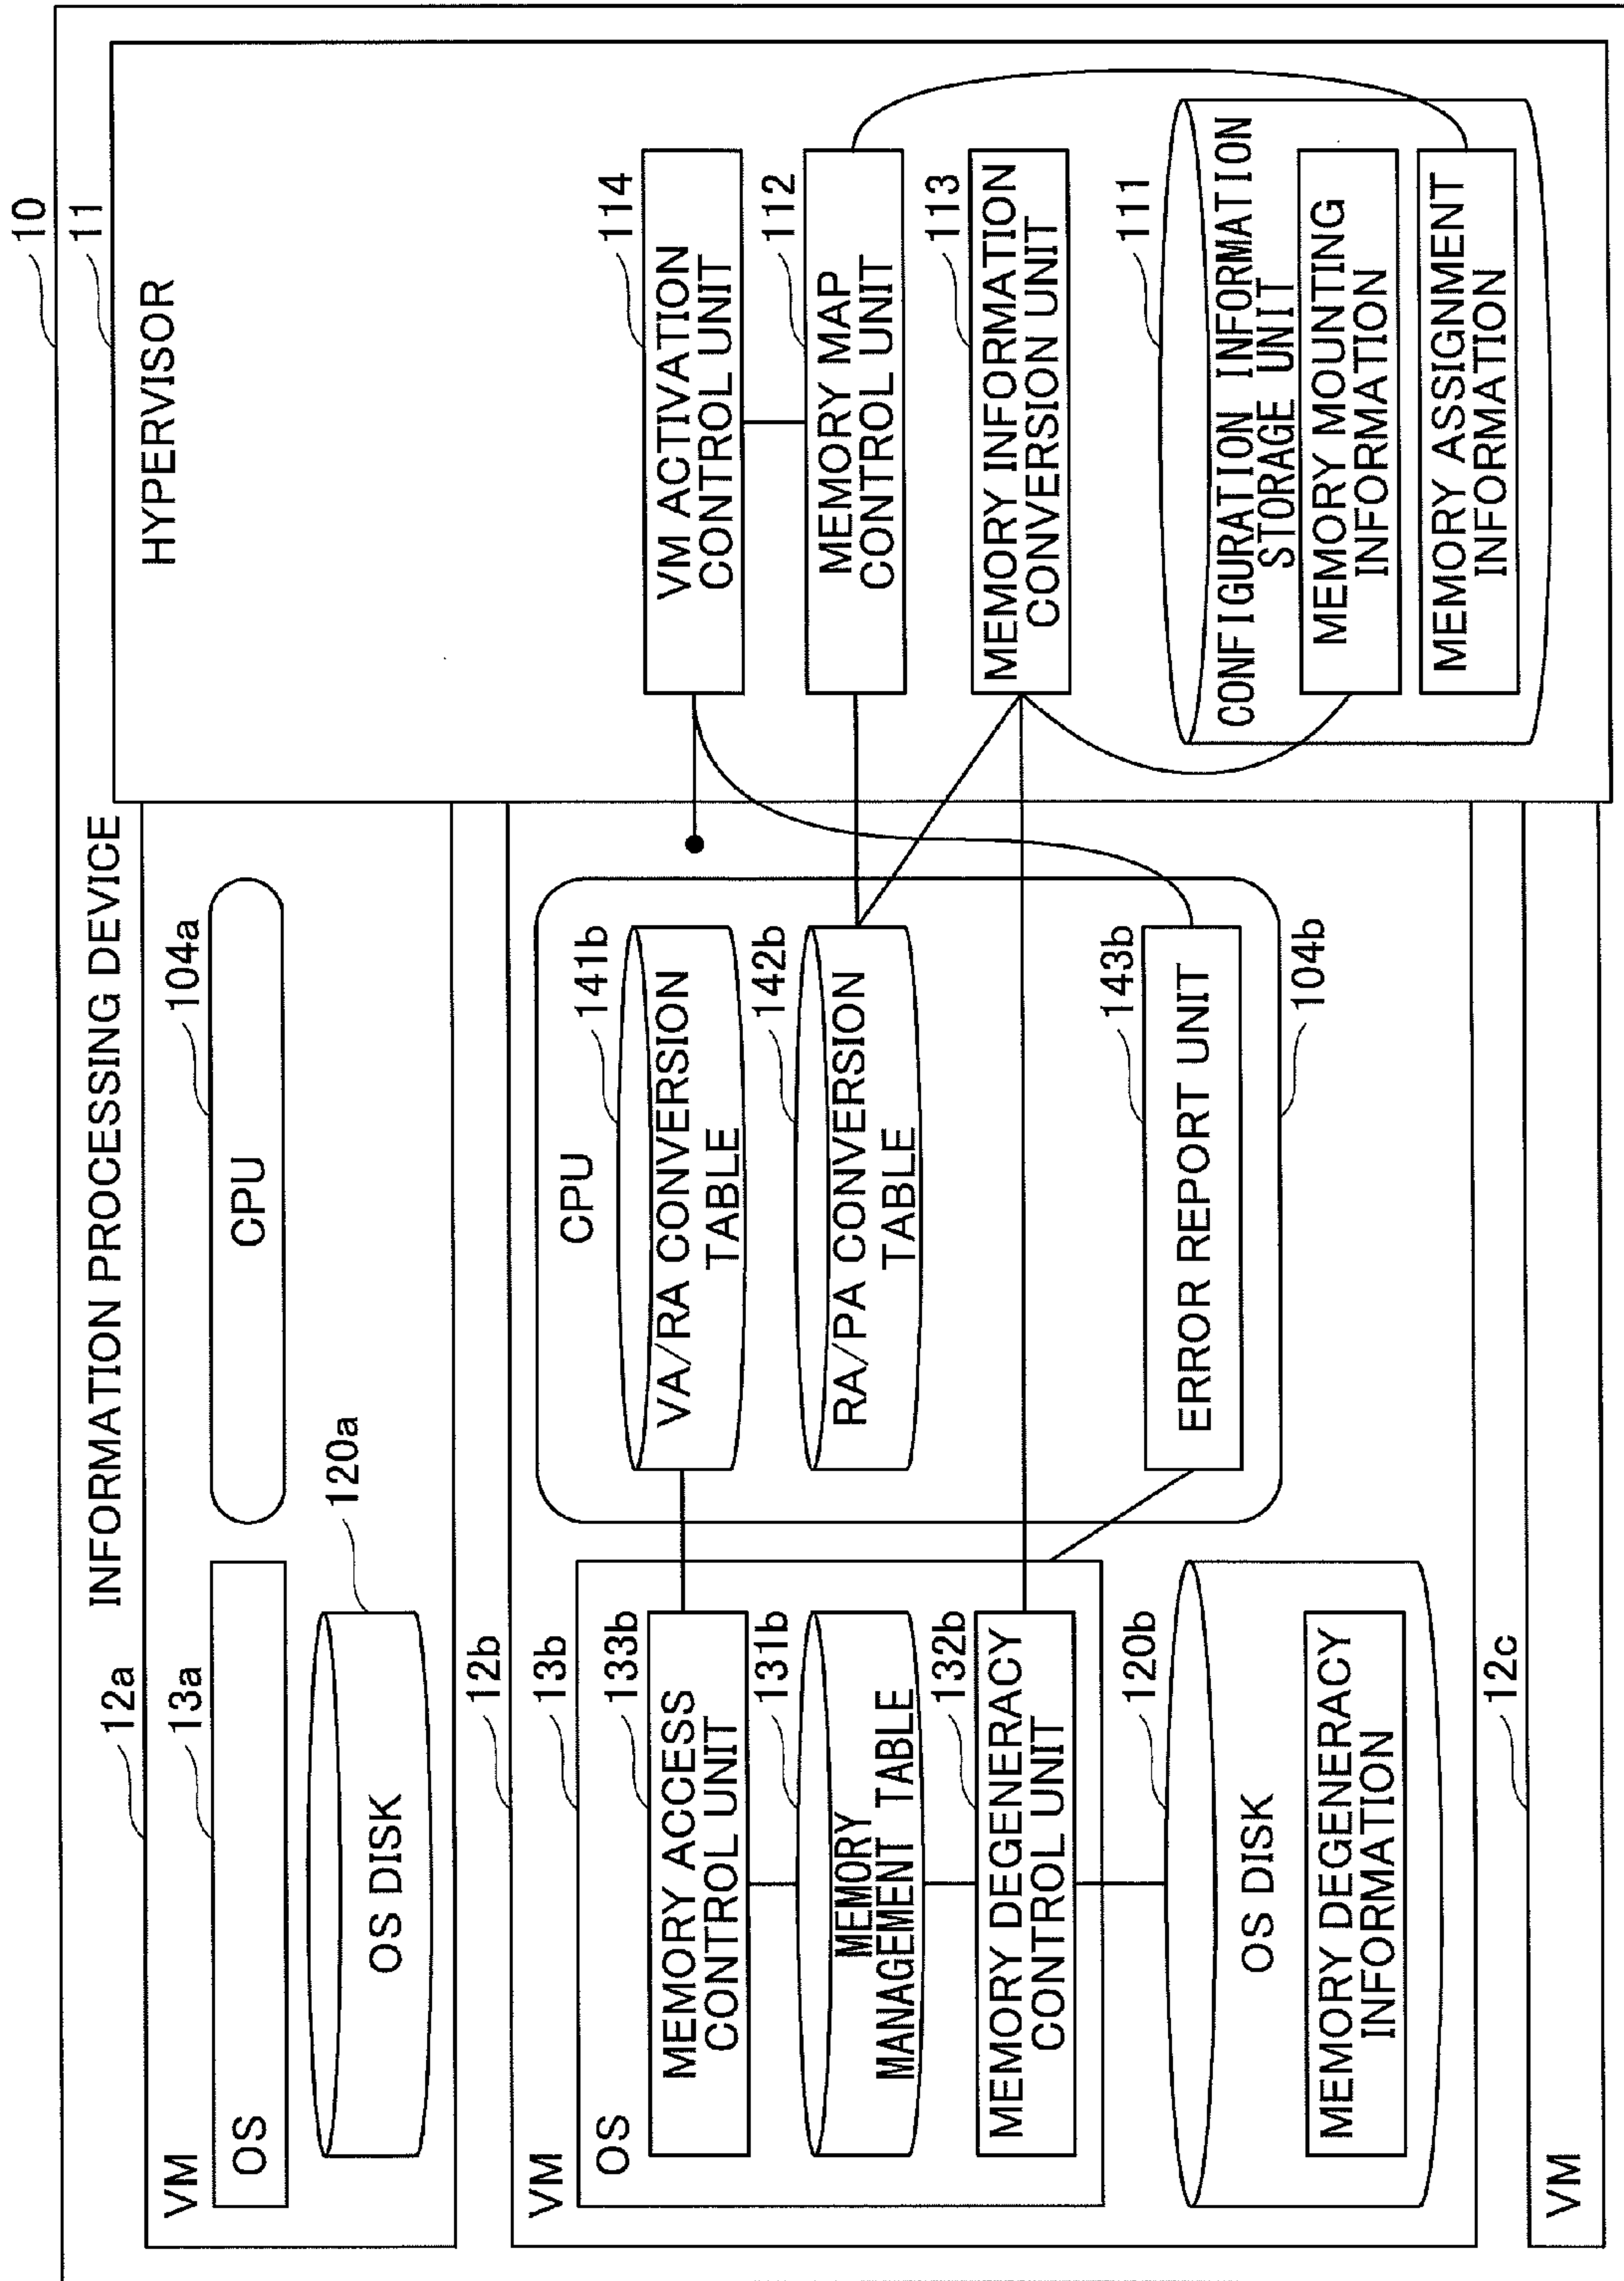 10
INFORMATION PROCESSING DEVICE
11
HYPERVISOR
12a
VM
13a
OS
104a
CPU
120a
OS DISK
12b
VM
13b
OS
133b
MEMORY ACCESS
CONTROL UNIT
131b
MEMORY
MANAGEMENT TABLE
132b
MEMORY DEGENERACY
CONTROL UNIT
120b
OS DISK
MEMORY DEGENERACY
INFORMATION
CPU
141b
VA/RA CONVERSION
TABLE
142b
RA/PA CONVERSION
TABLE
143b
ERROR REPORT UNIT
104b
114
VM ACTIVATION
CONTROL UNIT
112
MEMORY MAP
CONTROL UNIT
113
MEMORY INFORMATION
CONVERSION UNIT
111
CONFIGURATION INFORMATION
STORAGE UNIT
MEMORY MOUNTING
INFORMATION
MEMORY ASSIGNMENT
INFORMATION
12c
VM